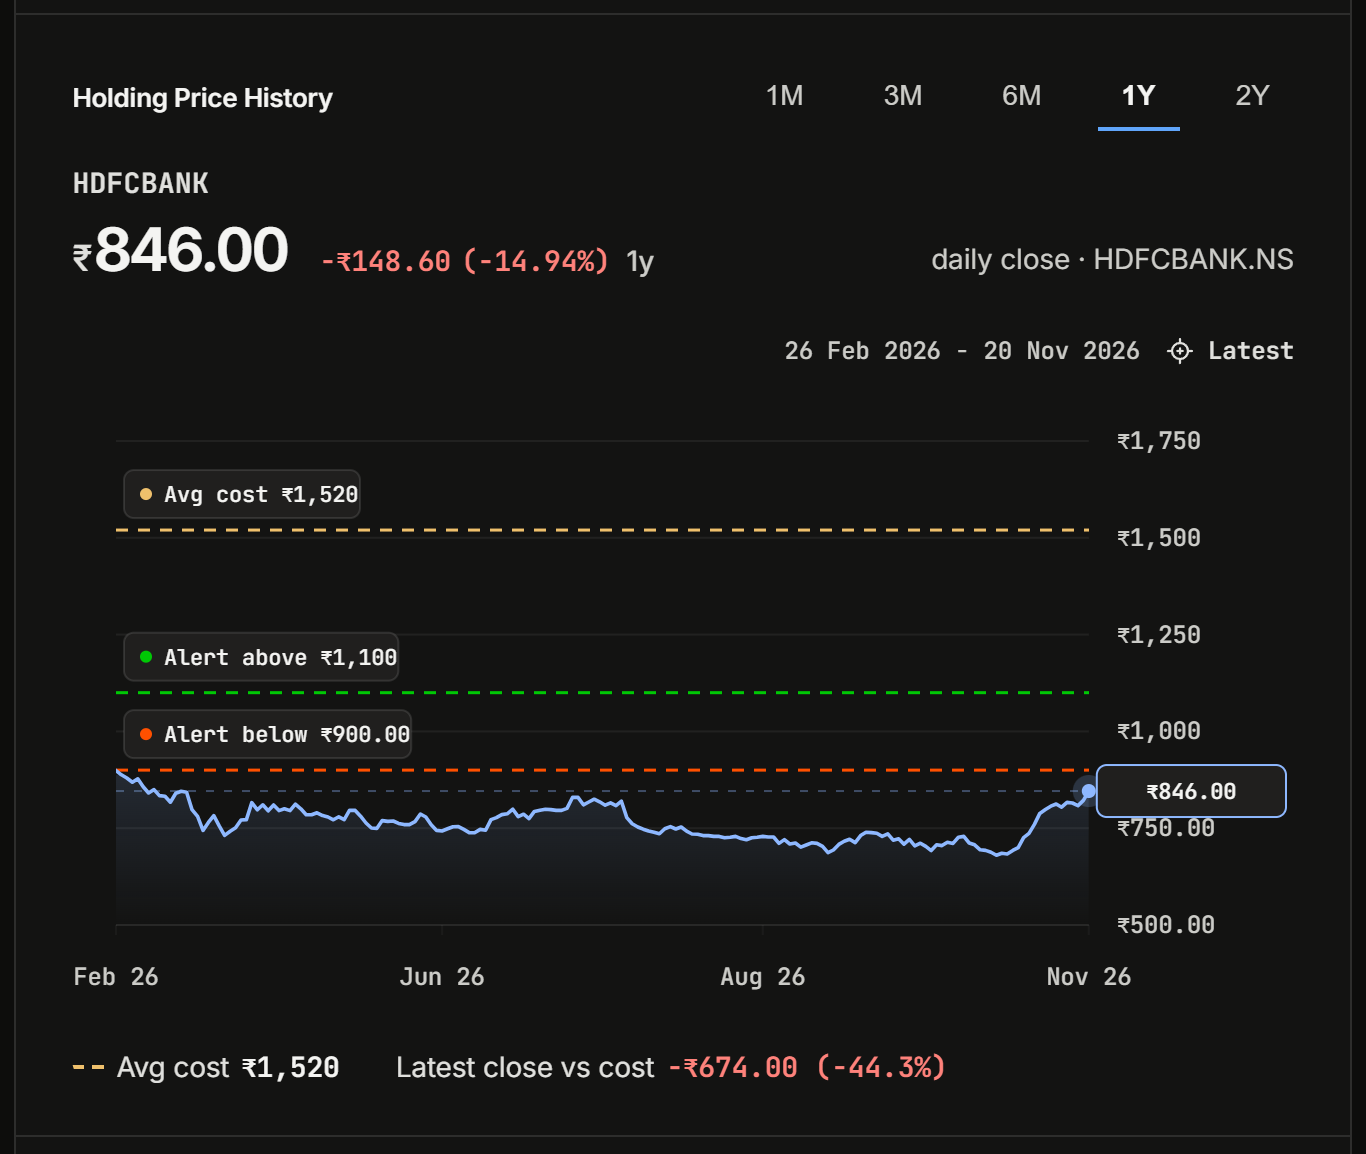 Holding Price History
1M 3M 6M 1Y 2Y
HDFCBANK
₹846.00 -₹148.60 (-14.94%) 1y
daily close · HDFCBANK.NS
26 Feb 2026 - 20 Nov 2026 Latest
₹1,750
Avg cost ₹1,520
₹1,500
₹1,250
Alert above ₹1,100
Alert below ₹900.00
₹1,000
₹846.00
₹750.00
₹500.00
Feb 26 Jun 26 Aug 26 Nov 26
Avg cost ₹1,520 Latest close vs cost -₹674.00 (-44.3%)